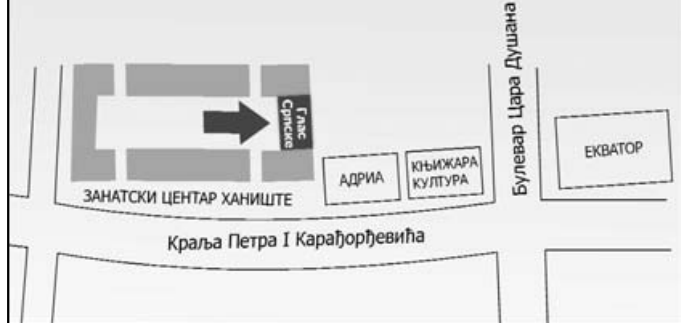 Булевар Цара Душана
Глас
Српске
АДРИА
КЊИЖАРА
КУЛТУРА
ЕКВАТОР
ЗАНАТСКИ ЦЕНТАР ХАНИШТЕ
Краља Петра I Карађорђевића